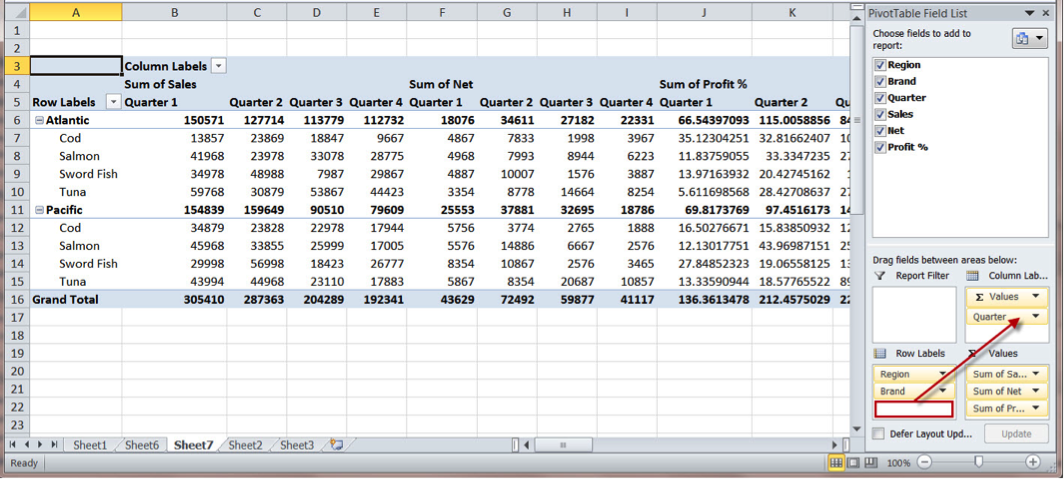 A B C D E F G H I J K
PivotTable Field List
1
2
3 Column Labels
4 Sum of Sales Sum of Net Sum of Profit %
5 Row Labels Quarter 1 Quarter 2 Quarter 3 Quarter 4 Quarter 1 Quarter 2 Quarter 3 Quarter 4 Quarter 1 Quarter 2 Qu
6 Atlantic 150571 127714 113779 112732 18076 34611 27182 22331 66.54397093 115.0058856 84
7 Cod 13857 23869 18847 9667 4867 7833 1998 3967 35.12304251 32.81662407 10
8 Salmon 41968 23978 33078 28775 4968 7993 8944 6223 11.83759055 33.3347235 27
9 Sword Fish 34978 48988 7987 29867 4887 10007 1576 3887 13.97163932 20.42745162 1
10 Tuna 59768 30879 53867 44423 3354 8778 14664 8254 5.611698568 28.42708637 27
11 Pacific 154839 159649 90510 79609 25553 37881 32695 18786 69.8173769 97.4516173 14
12 Cod 34879 23828 22978 17944 5756 3774 2765 1888 16.50276671 15.83850932 12
13 Salmon 45968 33855 25999 17005 5576 14886 6667 2576 12.13017751 43.96987151 25
14 Sword Fish 29998 56998 18423 26777 8354 10867 2576 3465 27.84852323 19.06558125 13
15 Tuna 43994 44968 23110 17883 5867 8354 20687 10857 13.33590944 18.57765522 89
16 Grand Total 305410 287363 204289 192341 43629 72492 59877 41117 136.3613478 212.4575029 22
17
18
19
20
21
22
23
Sheet1 Sheet6 Sheet7 Sheet2 Sheet3
Ready
100%
Choose fields to add to
report:
Region
Brand
Quarter
Sales
Net
Profit %
Drag fields between areas below:
Report Filter Column Lab...
Σ Values
Quarter
Row Labels Σ Values
Region Sum of Sa...
Brand Sum of Net
Sum of Pr...
Defer Layout Upd... Update